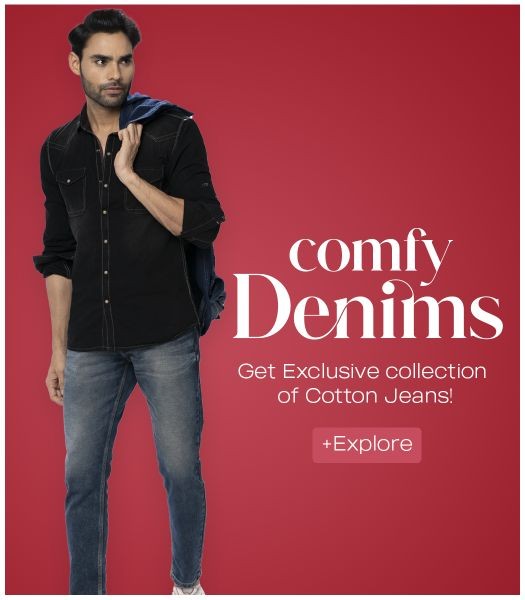 comfy
Denims
Get Exclusive collection
of Cotton Jeans!
+Explore